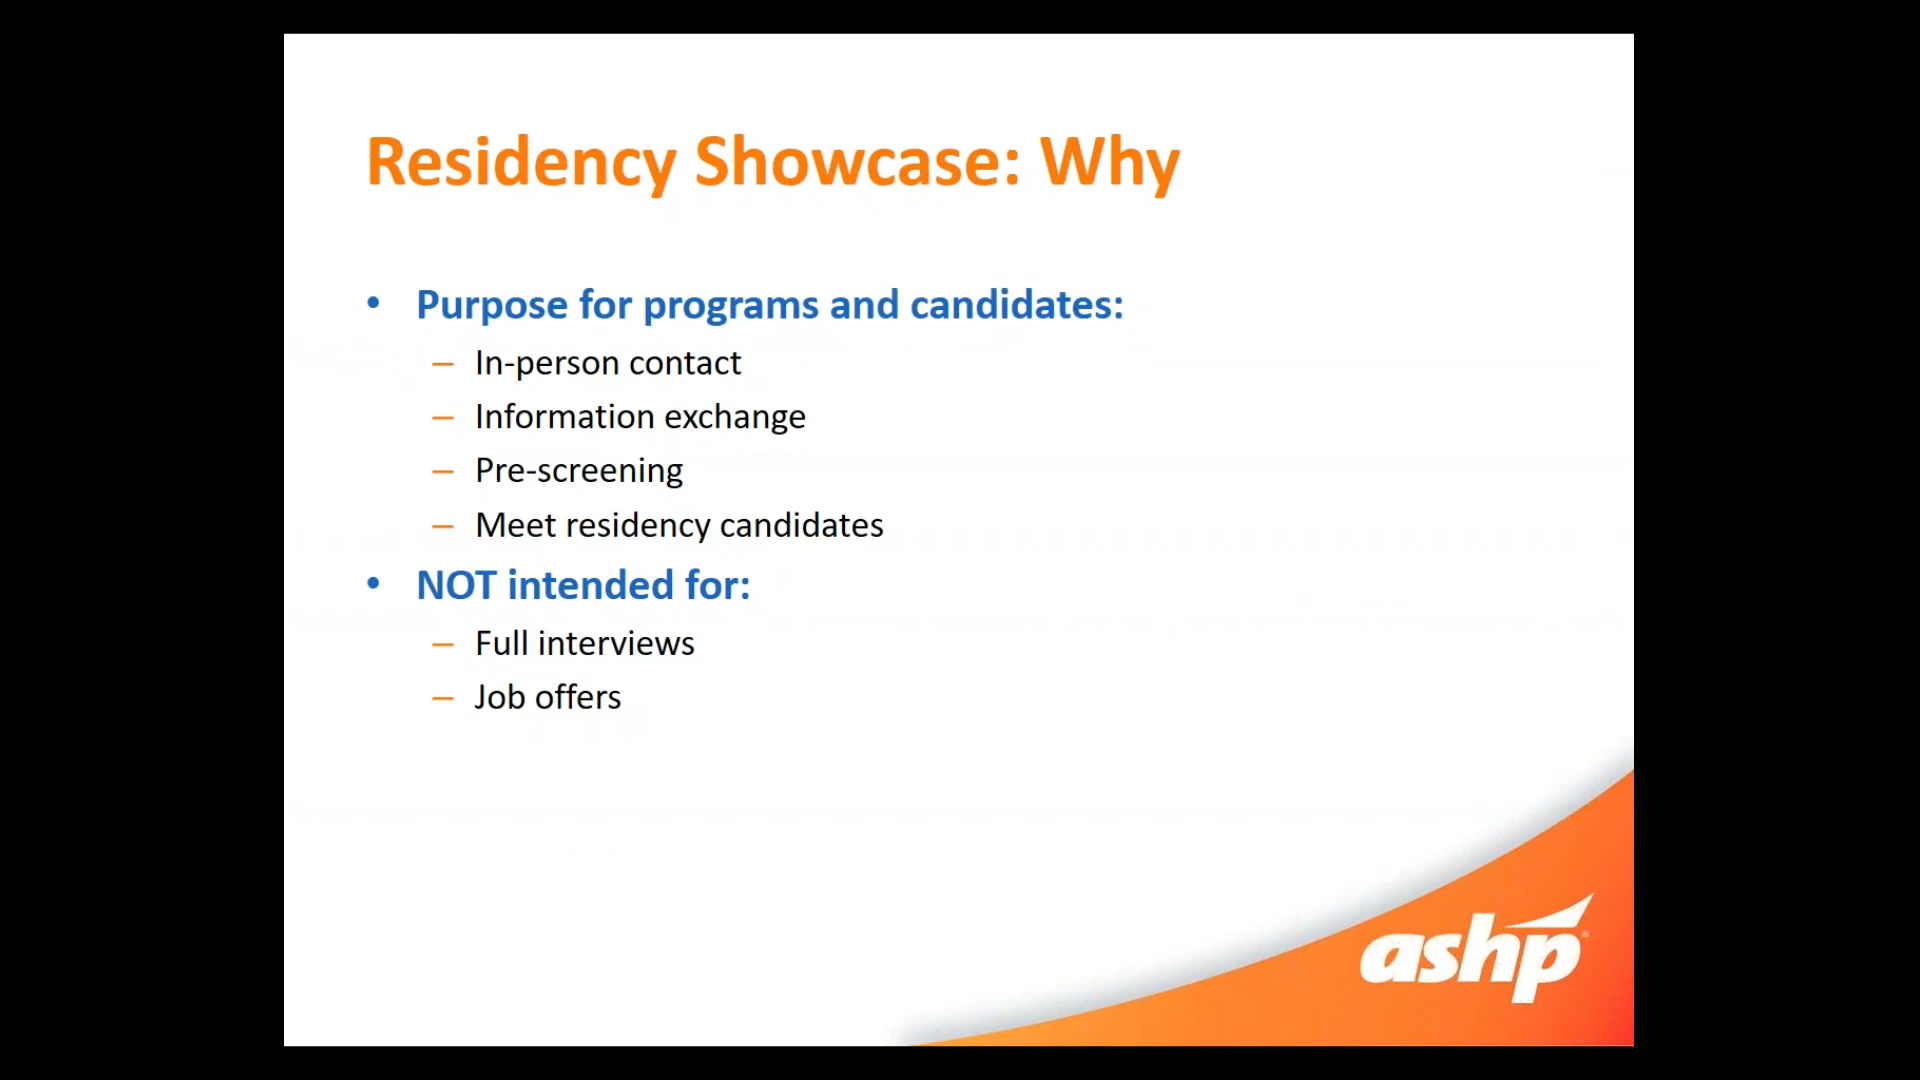 Residency Showcase: Why
• Purpose for programs and candidates:
– In-person contact
– Information exchange
– Pre-screening
– Meet residency candidates
• NOT intended for:
– Full interviews
– Job offers
ashp®